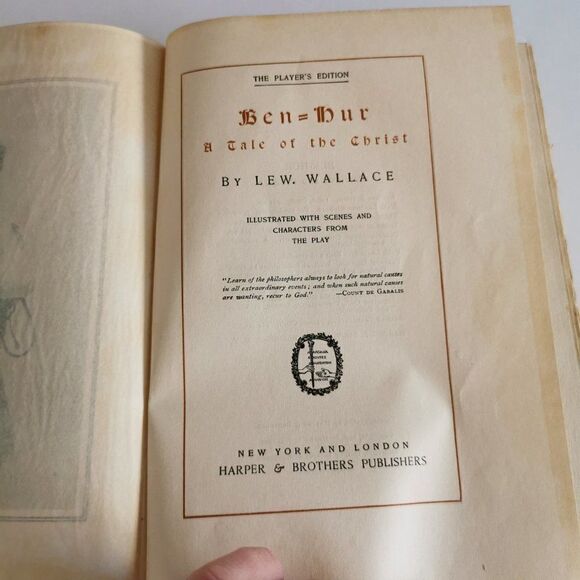 THE PLAYER'S EDITION
Ben=Hur
A Tale of the Christ
BY LEW. WALLACE
ILLUSTRATED WITH SCENES AND
CHARACTERS FROM
THE PLAY
"Learn of the philosophers always to look for natural causes
in all extraordinary events; and when such natural causes
are wanting, recur to God." —COUNT DE GABALIS
NEW YORK AND LONDON
HARPER & BROTHERS PUBLISHERS